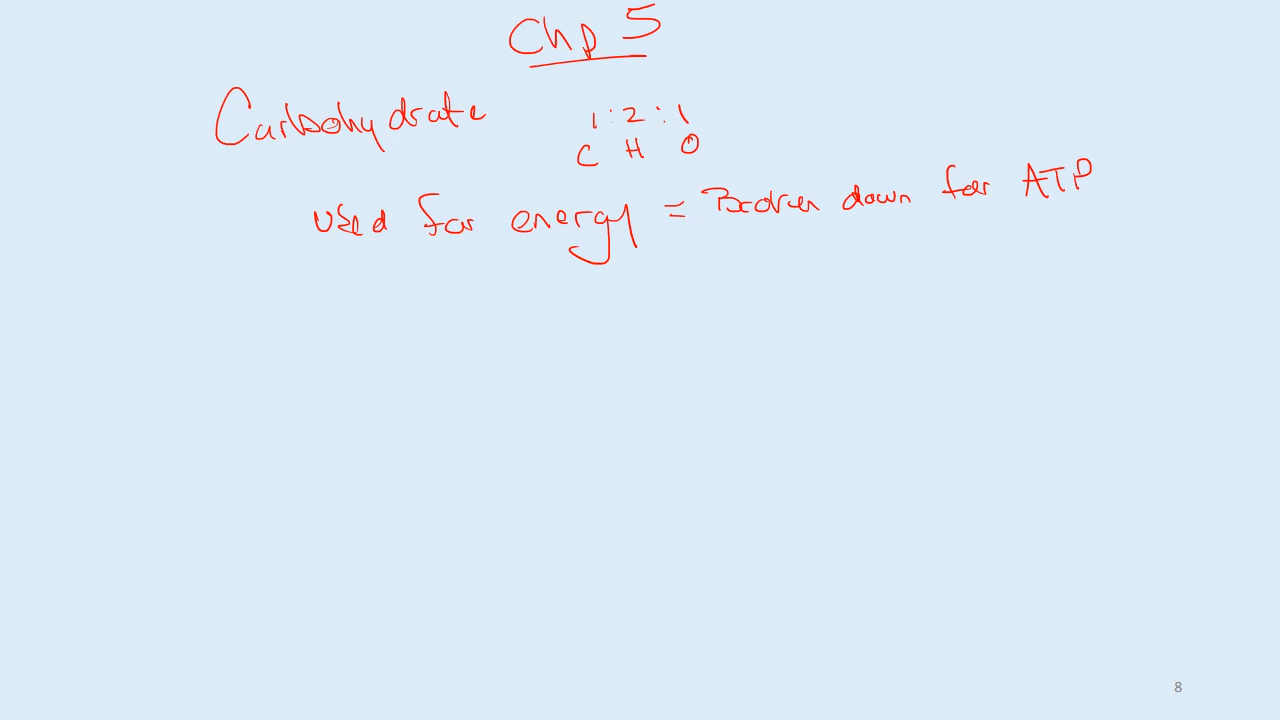 Chp 5
Carbohydrate 1:2:1
C H O
Used for energy = Broken down for ATP
8